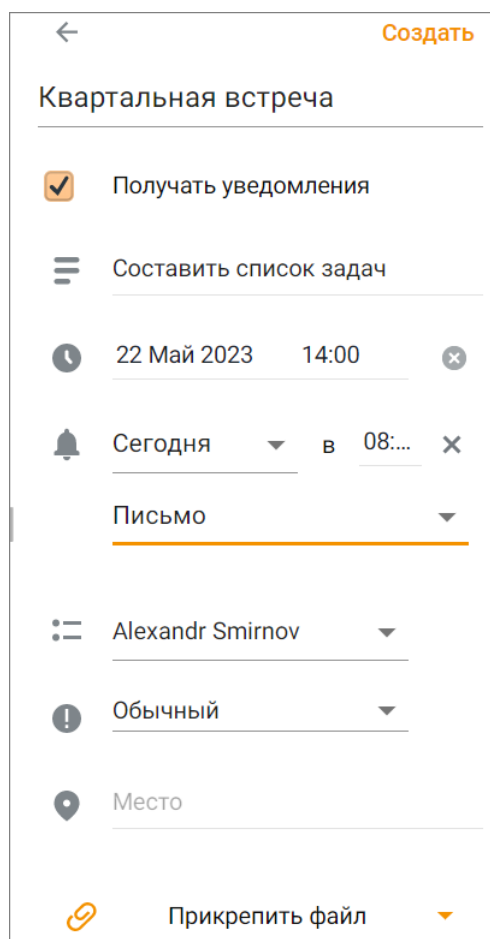 Создать
Квартальная встреча
Получать уведомления
Составить список задач
22 Май 2023 14:00
Сегодня в 08:...
Письмо
Alexandr Smirnov
Обычный
Место
Прикрепить файл